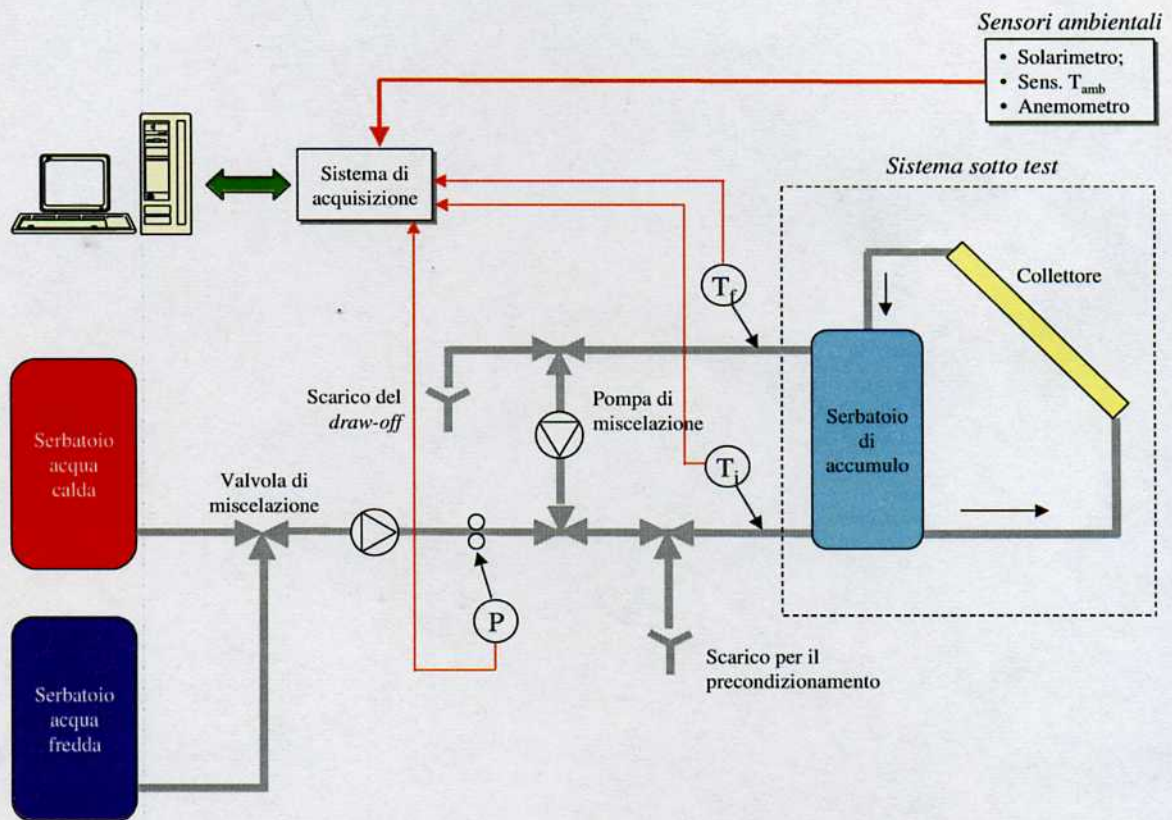 Sensori ambientali
• Solarimetro;
• Sens. Tamb
• Anemometro
Sistema di
acquisizione
Sistema sotto test
Tf
Collettore
Scarico del
draw-off
Pompa di
miscelazione
Serbatoio
di
accumulo
Serbatoio
acqua
calda
Valvola di
miscelazione
Ti
P
Scarico per il
precondizionamento
Serbatoio
acqua
fredda